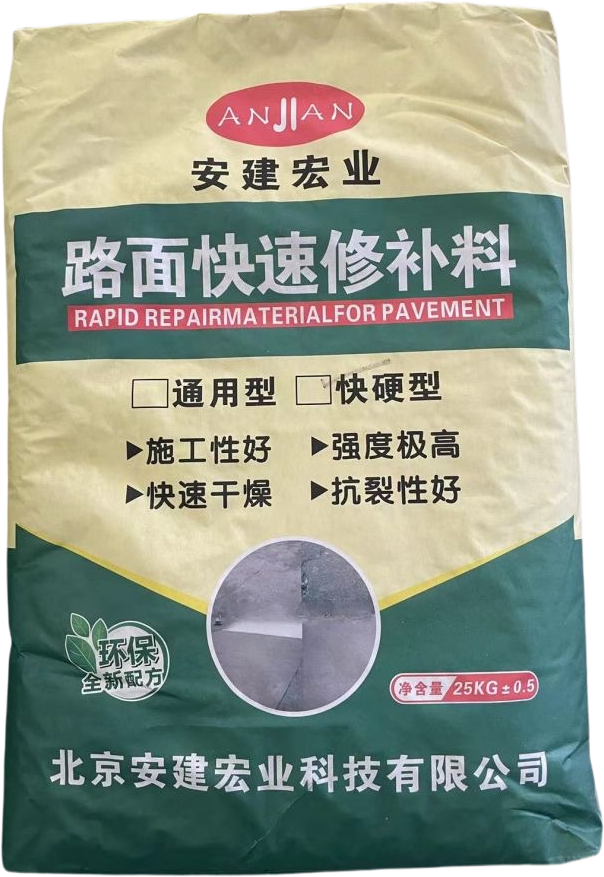 ANJIAN
安建宏业
路面快速修补料
RAPID REPAIRMATERIALFOR PAVEMENT
□通用型 □快硬型
▶施工性好 ▶强度极高
▶快速干燥 ▶抗裂性好
环保
全新配方
净含量 25KG±0.5
北京安建宏业科技有限公司